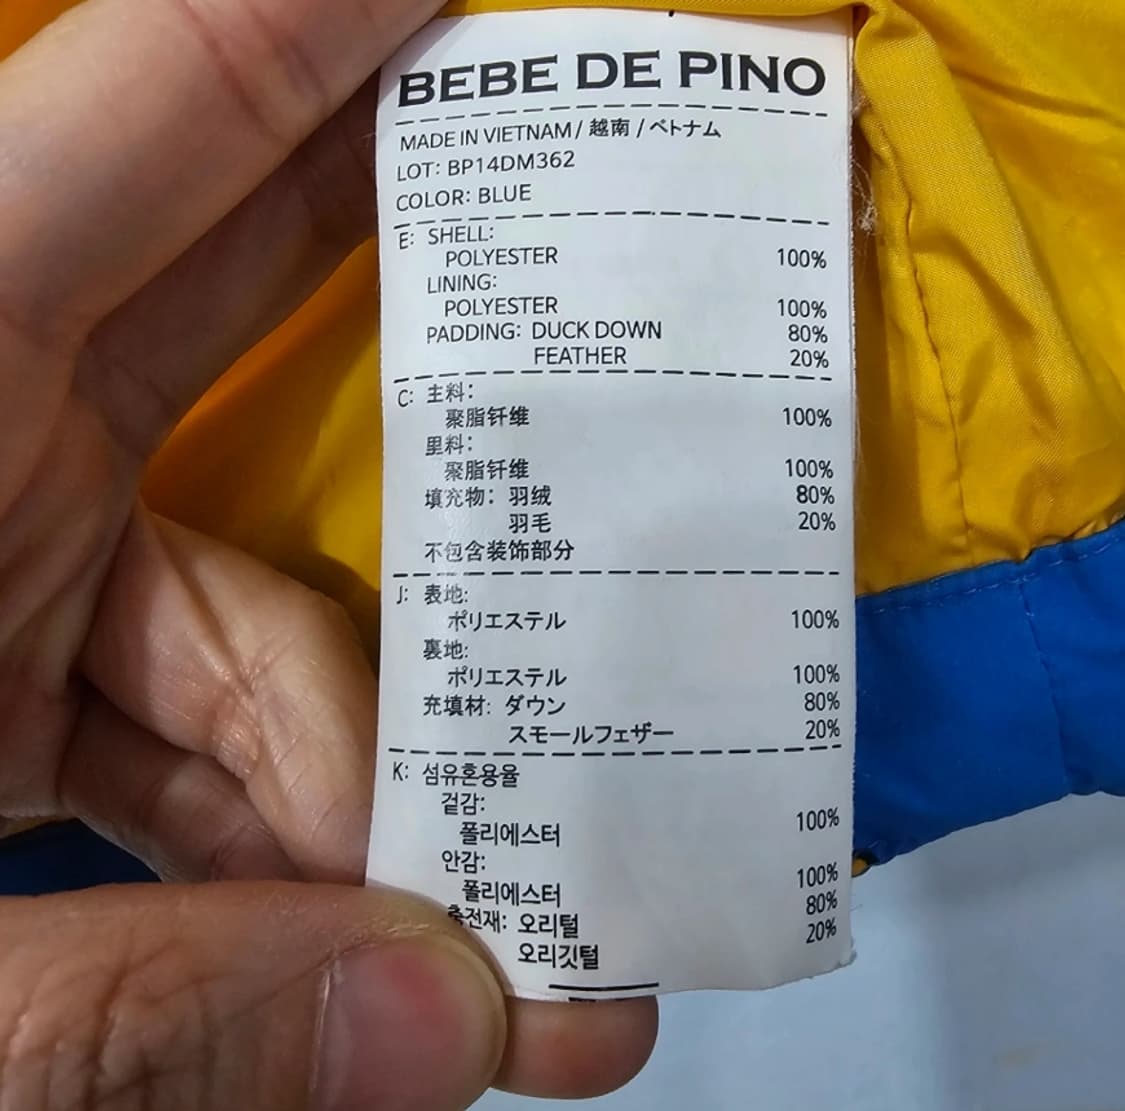 BEBE DE PINO
MADE IN VIETNAM / 越南 / ベトナム
LOT: BP14DM362
COLOR: BLUE
E: SHELL:
POLYESTER 100%
LINING:
POLYESTER 100%
PADDING: DUCK DOWN 80%
FEATHER 20%
C: 主料:
聚脂钎维 100%
里料:
聚脂钎维 100%
填充物: 羽绒 80%
羽毛 20%
不包含装饰部分
J: 表地:
ポリエステル 100%
裏地:
ポリエステル 100%
充填材: ダウン 80%
スモールフェザー 20%
K: 섬유혼용율
겉감:
폴리에스터 100%
안감:
폴리에스터 100%
충전재: 오리털 80%
오리깃털 20%